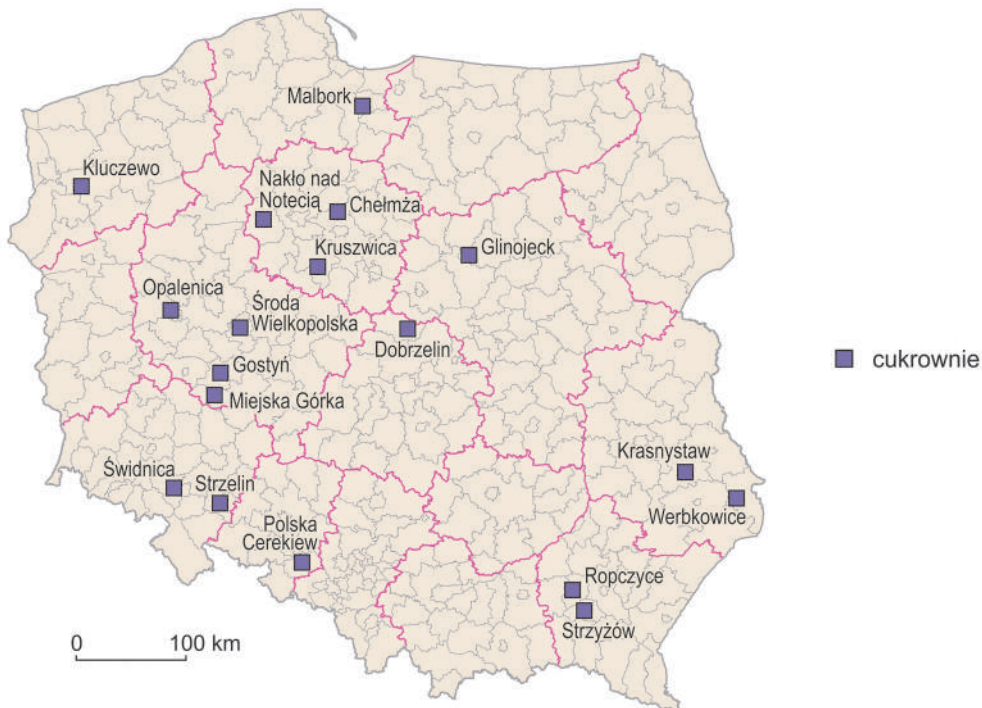 Malbork
Kluczewo
Nakło nad
Notecią
Chełmża
Kruszwica
Glinojeck
Opalenica
Środa
Wielkopolska
Dobrzelin
Gostyń
Miejska Górka
cukrownie
Krasnystaw
Świdnica
Strzelin
Werbkowice
Polska
Cerekiew
Ropczyce
Strzyżów
0 100 km